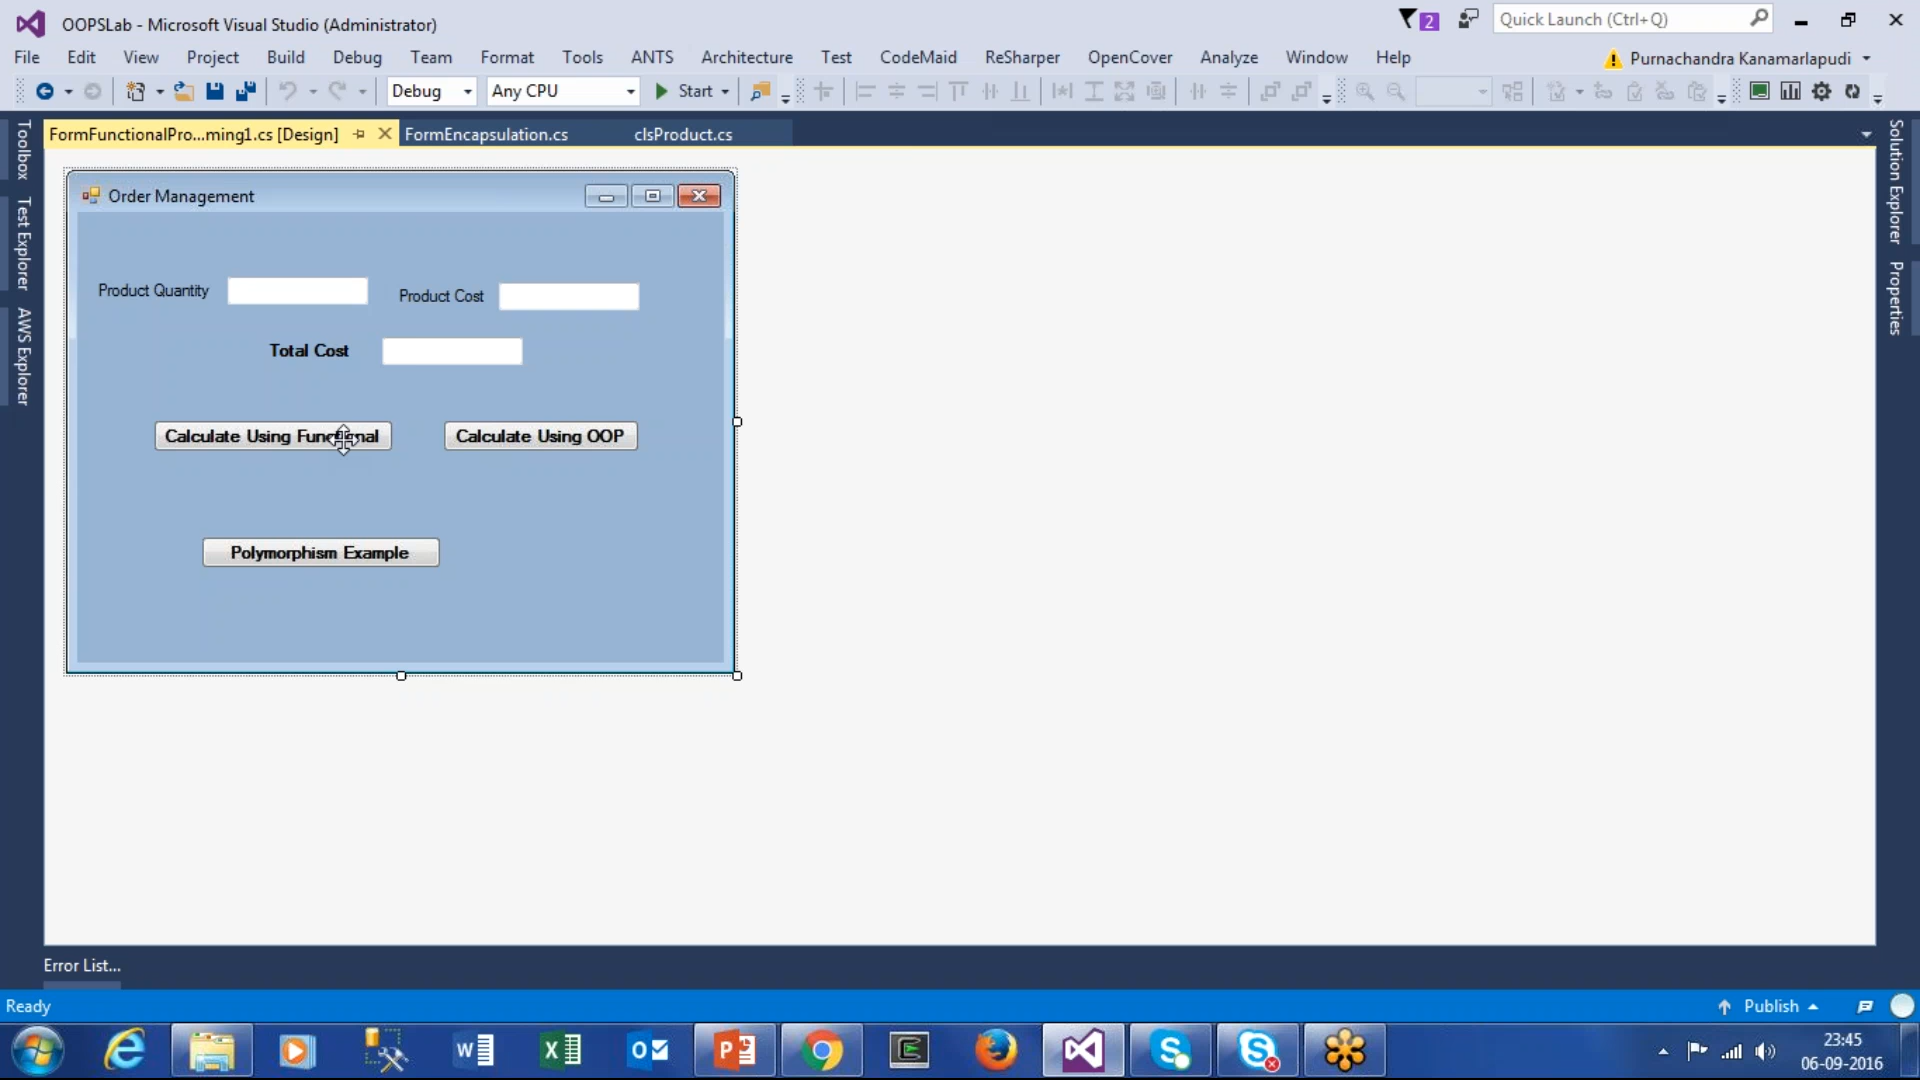 OOPSLab - Microsoft Visual Studio (Administrator)
2
Quick Launch (Ctrl+Q)
File Edit View Project Build Debug Team Format Tools ANTS Architecture Test CodeMaid ReSharper OpenCover Analyze Window Help
Purnachandra Kanamarlapudi
Debug
Any CPU
Start
FormFunctionalPro...ming1.cs [Design]
FormEncapsulation.cs
clsProduct.cs
Toolbox
Test Explorer
AWS Explorer
Solution Explorer
Properties
Order Management
Product Quantity
Product Cost
Total Cost
Calculate Using Functional
Calculate Using OOP
Polymorphism Example
Error List...
Ready
Publish
23:45
06-09-2016